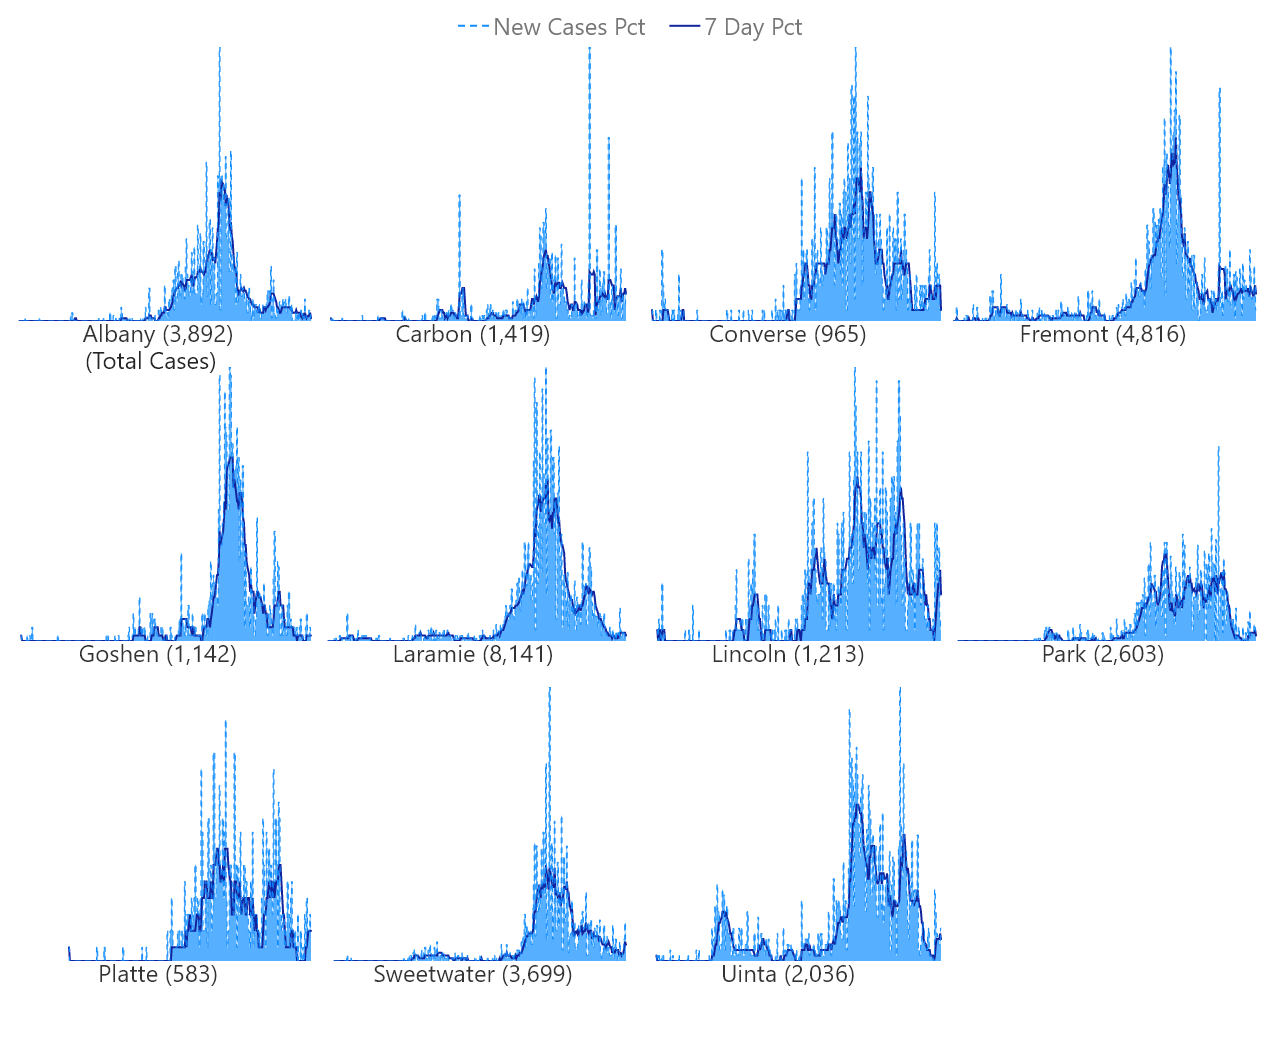 New Cases Pct 7 Day Pct
Albany (3,892) Carbon (1,419) Converse (965) Fremont (4,816)
(Total Cases)
Goshen (1,142) Laramie (8,141) Lincoln (1,213) Park (2,603)
Platte (583) Sweetwater (3,699) Uinta (2,036)